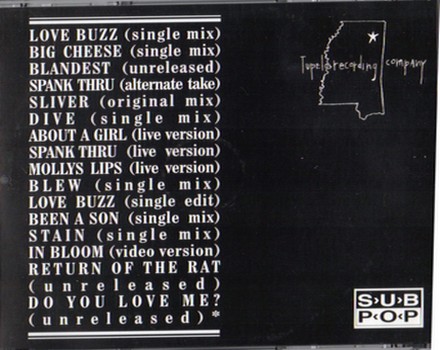 LOVE BUZZ (single mix)
BIG CHEESE (single mix)
BLANDEST (unreleased)
SPANK THRU (alternate take)
SLIVER (original mix)
DIVE (single mix)
ABOUT A GIRL (live version)
SPANK THRU (live version)
MOLLYS LIPS (live version)
BLEW (single mix)
LOVE BUZZ (single edit)
BEEN A SON (single mix)
STAIN (single mix)
IN BLOOM (video version)
RETURN OF THE RAT
(unreleased)
DO YOU LOVE ME?
(unreleased)*
Tupelo recording company
SUB
POP